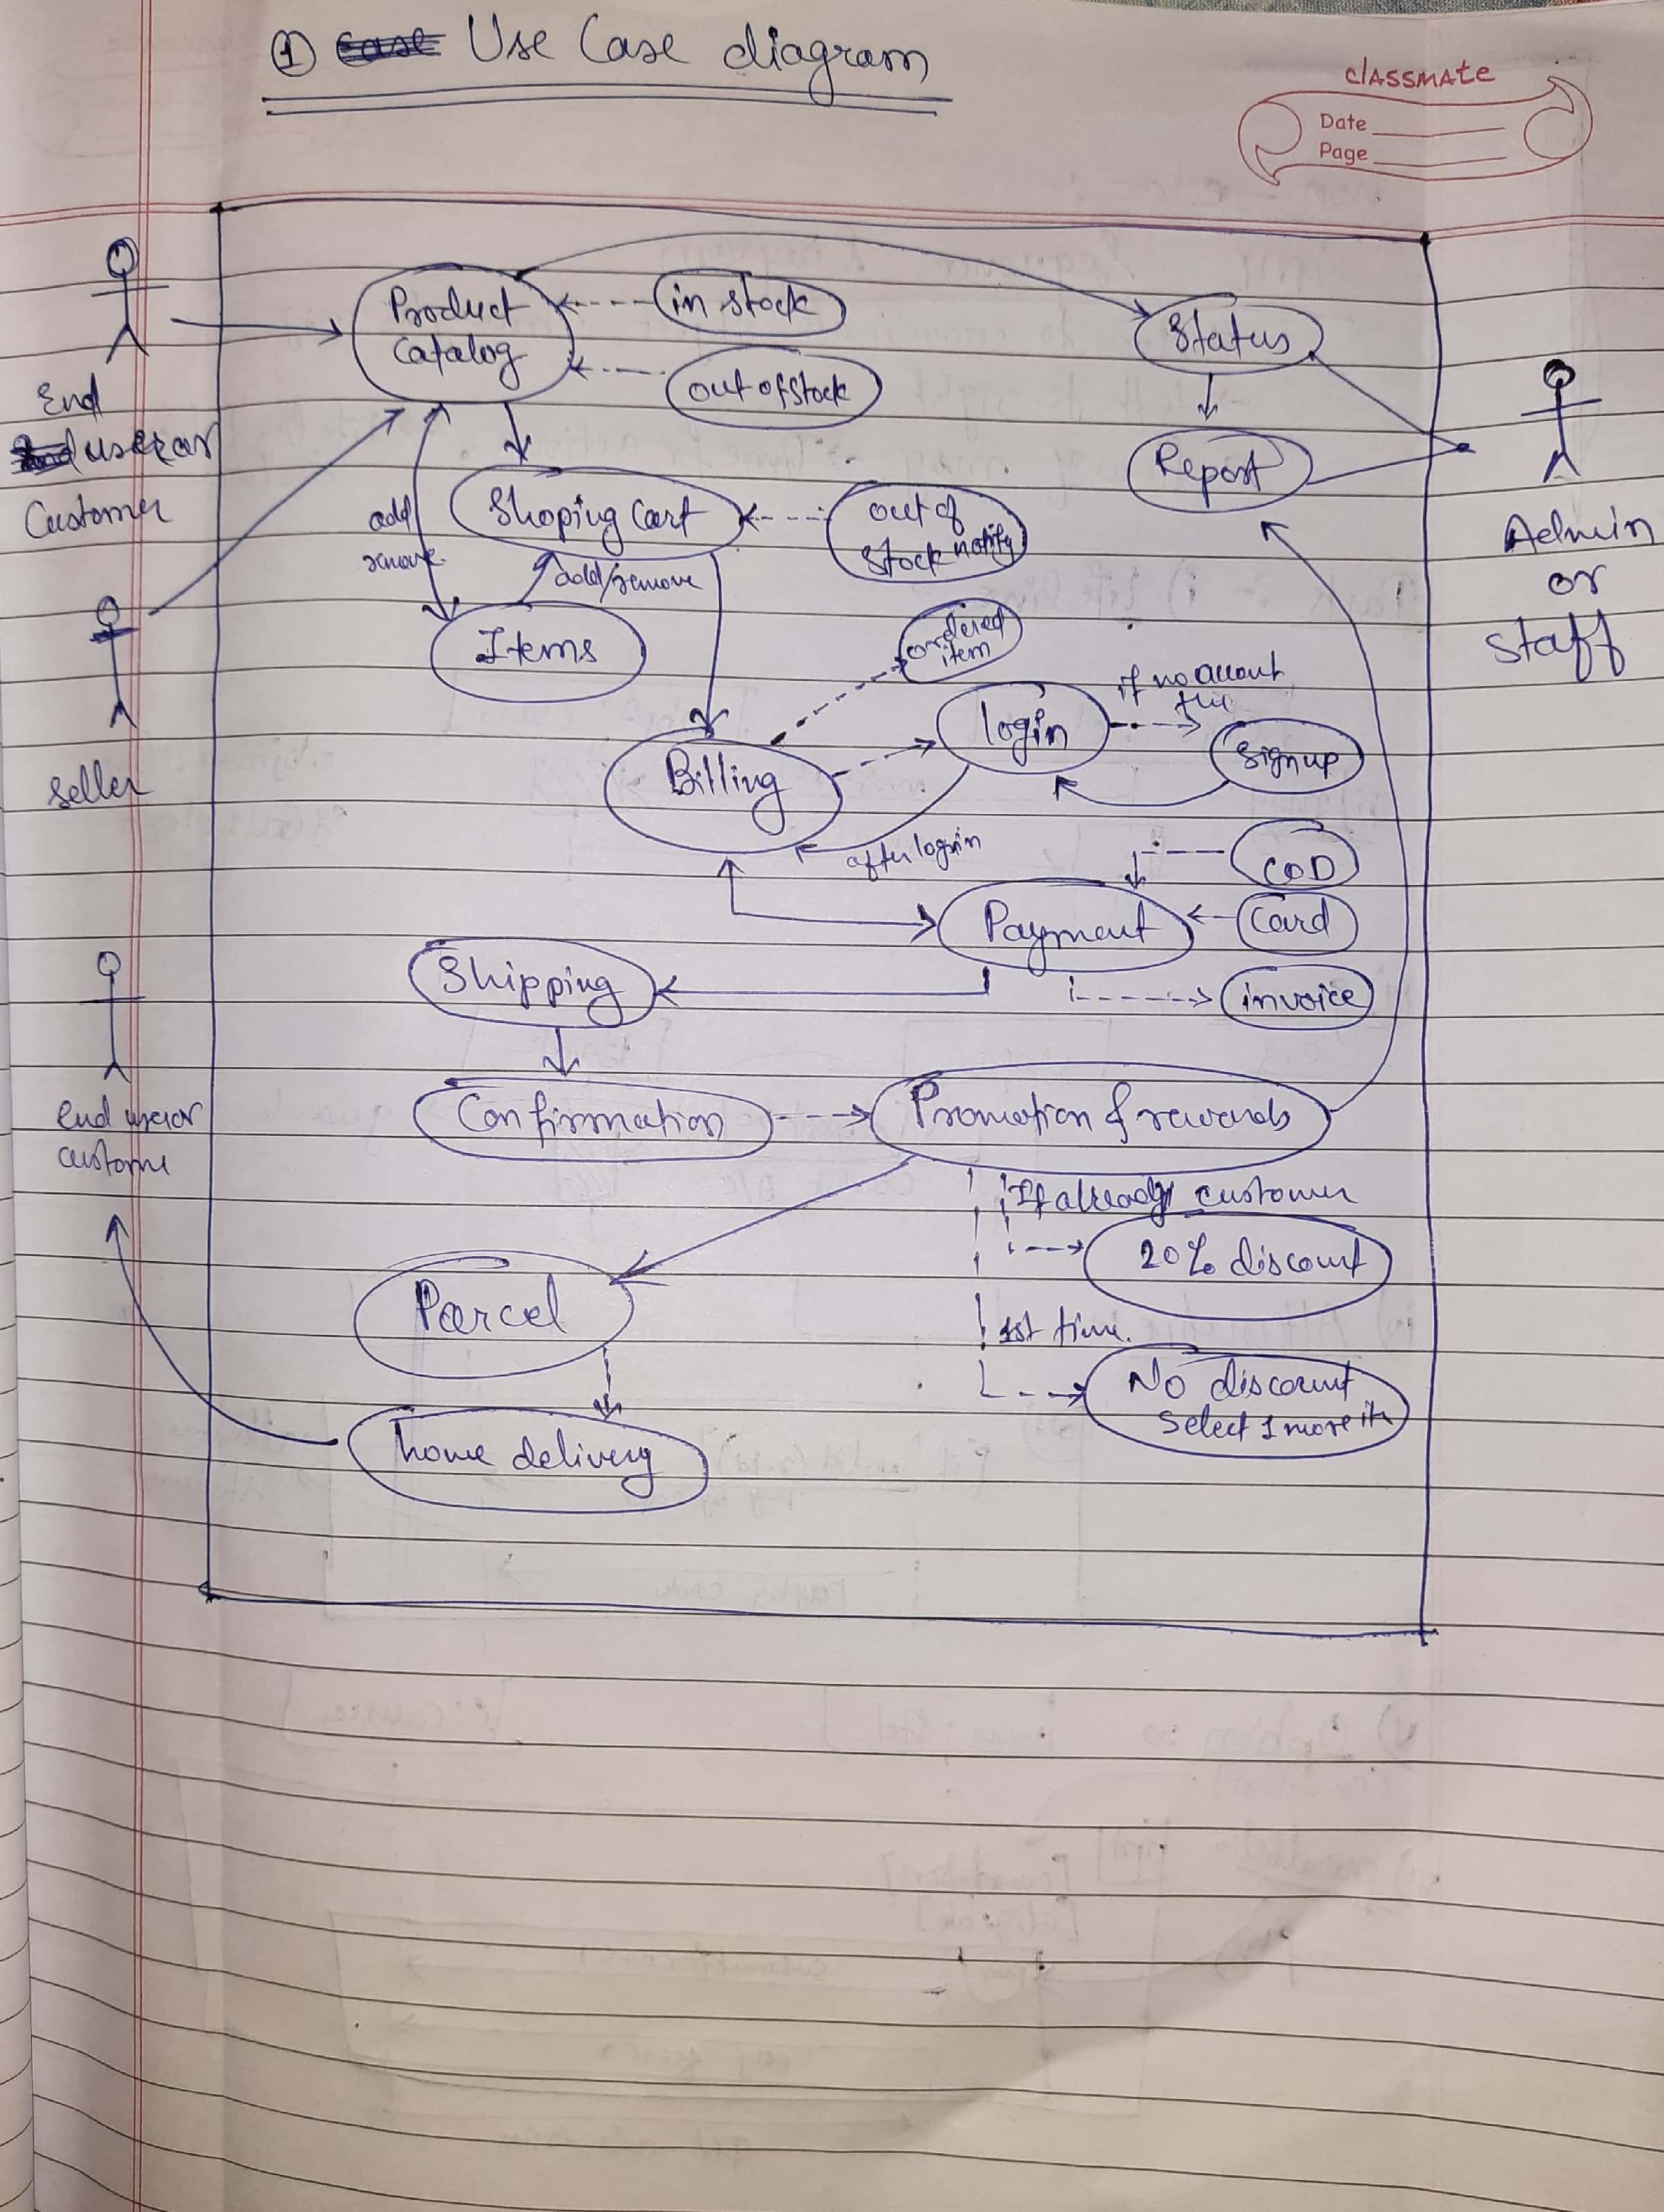 ① Use Case diagram
classmate
Date
Page
Product
Catalog
in stock
out of stock
Status
Report
End
user or
Customer
Admin
or
Staff
add
remove
Shoping Cart
out of
stock notify
add/remove
Items
Seller
ordered
item
if no account
login
Signup
Billing
after login
COD
Payment
Card
invoice
Shipping
Confirmation
Promotion & rewards
End user or
custome
If already customer
20% discount
Parcel
1st time.
No discount
Select 1 more it
home delivery